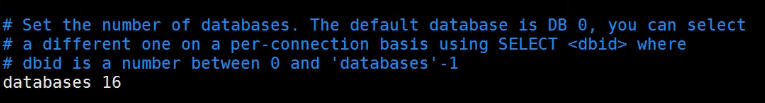 # Set the number of databases. The default database is DB 0, you can select
# a different one on a per-connection basis using SELECT <dbid> where
# dbid is a number between 0 and 'databases'-1
databases 16